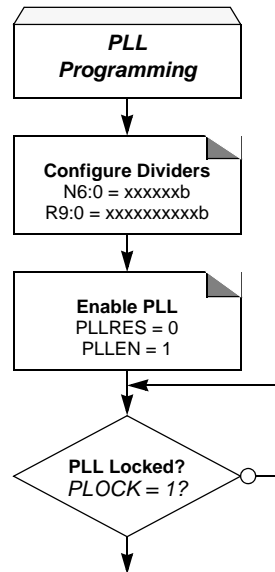 PLL
Programming
Configure Dividers
N6:0 = xxxxxxb
R9:0 = xxxxxxxxxxb
Enable PLL
PLLRES = 0
PLLEN = 1
PLL Locked?
PLOCK = 1?